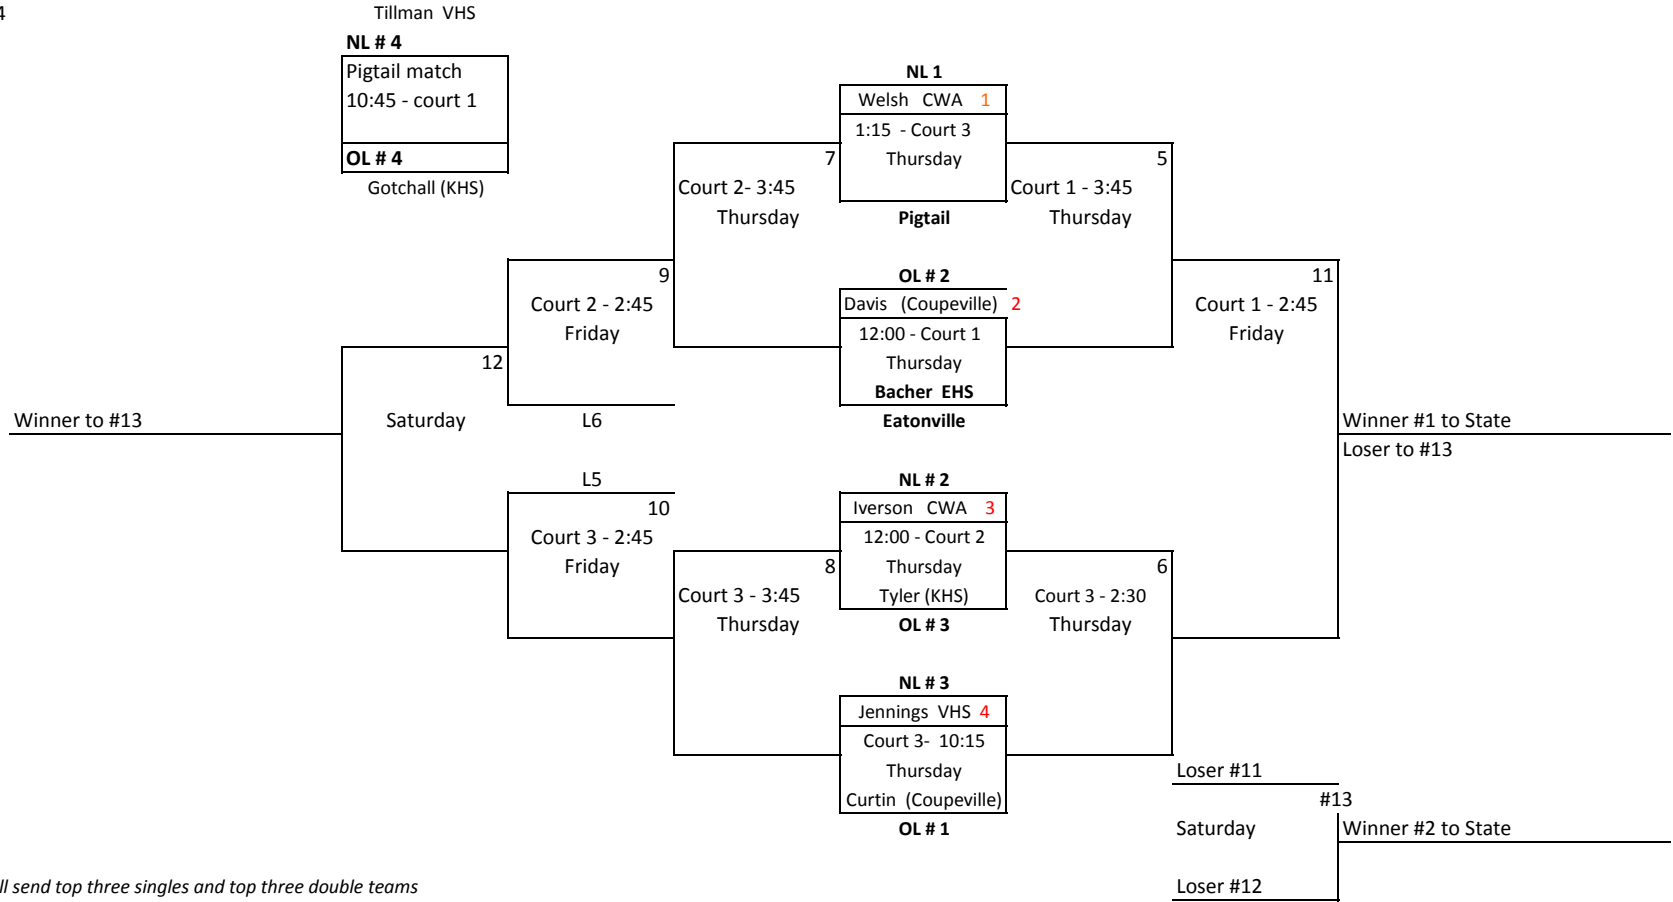 4
Tillman VHS
NL # 4
Pigtail match
10:45 - court 1
OL # 4
Gotchall (KHS)
NL 1
Welsh CWA 1
1:15 - Court 3
Thursday
Pigtail
7
Court 2- 3:45
Thursday
5
Court 1 - 3:45
Thursday
OL # 2
Davis (Coupeville) 2
12:00 - Court 1
Thursday
Bacher EHS
Eatonville
9
Court 2 - 2:45
Friday
L6
11
Court 1 - 2:45
Friday
12
Saturday
Winner to #13
Winner #1 to State
Loser to #13
L5
10
Court 3 - 2:45
Friday
NL # 2
Iverson CWA 3
12:00 - Court 2
Thursday
Tyler (KHS)
OL # 3
8
Court 3 - 3:45
Thursday
6
Court 3 - 2:30
Thursday
NL # 3
Jennings VHS 4
Court 3- 10:15
Thursday
Curtin (Coupeville)
OL # 1
Loser #11
#13
Saturday
Winner #2 to State
Loser #12
ll send top three singles and top three double teams